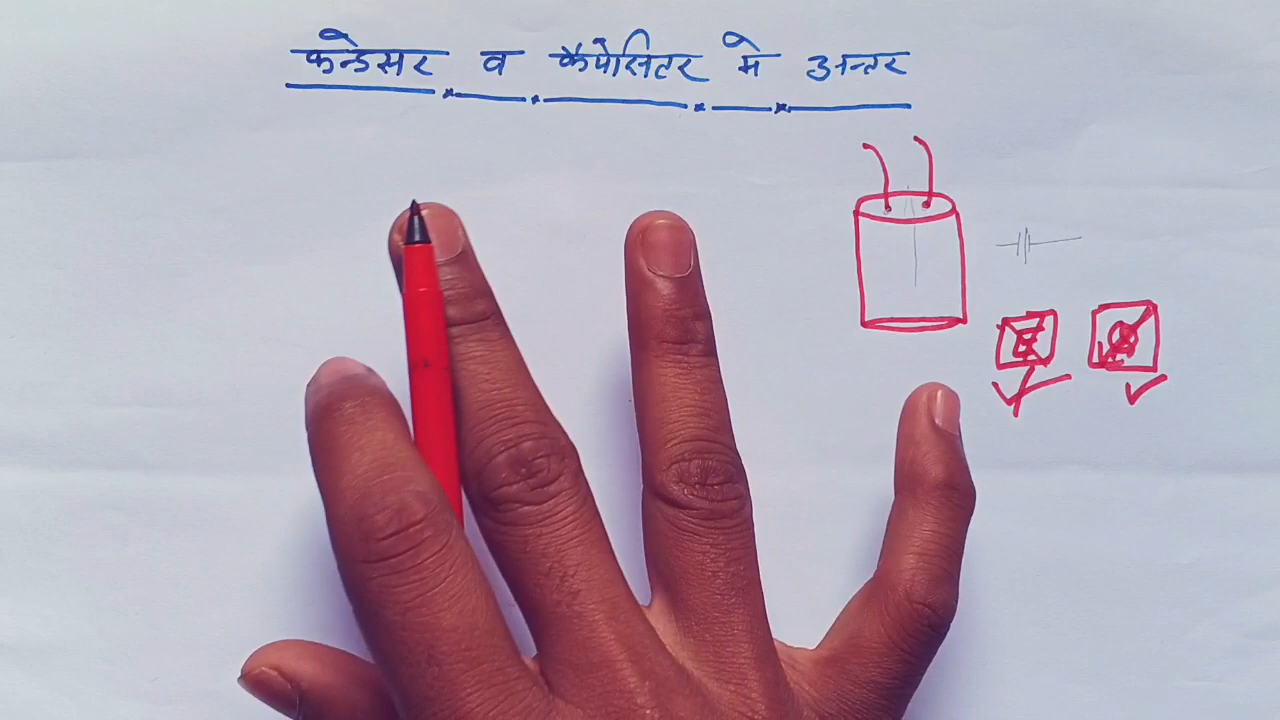 कन्डेसर व कैपेसिटर मे अन्तर